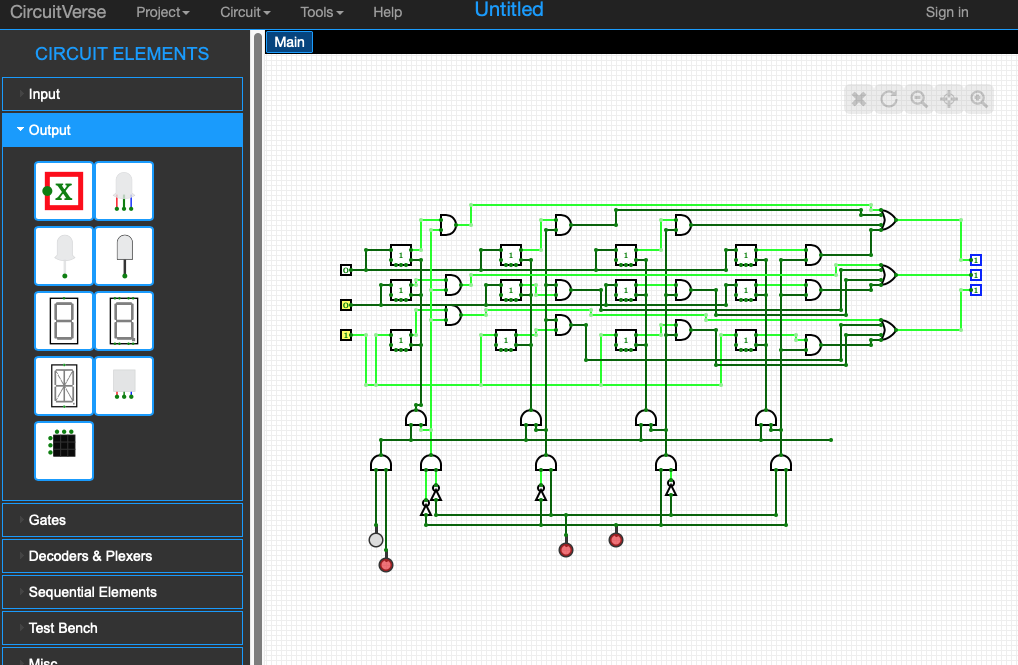 CircuitVerse Project Circuit Tools Help Untitled Sign in
CIRCUIT ELEMENTS
Main
Input
Output
X
Gates
Decoders & Plexers
Sequential Elements
Test Bench
Misc
1
1 1 1 1
0
1
1
1 1 1 1
0
1
1 1 1 1